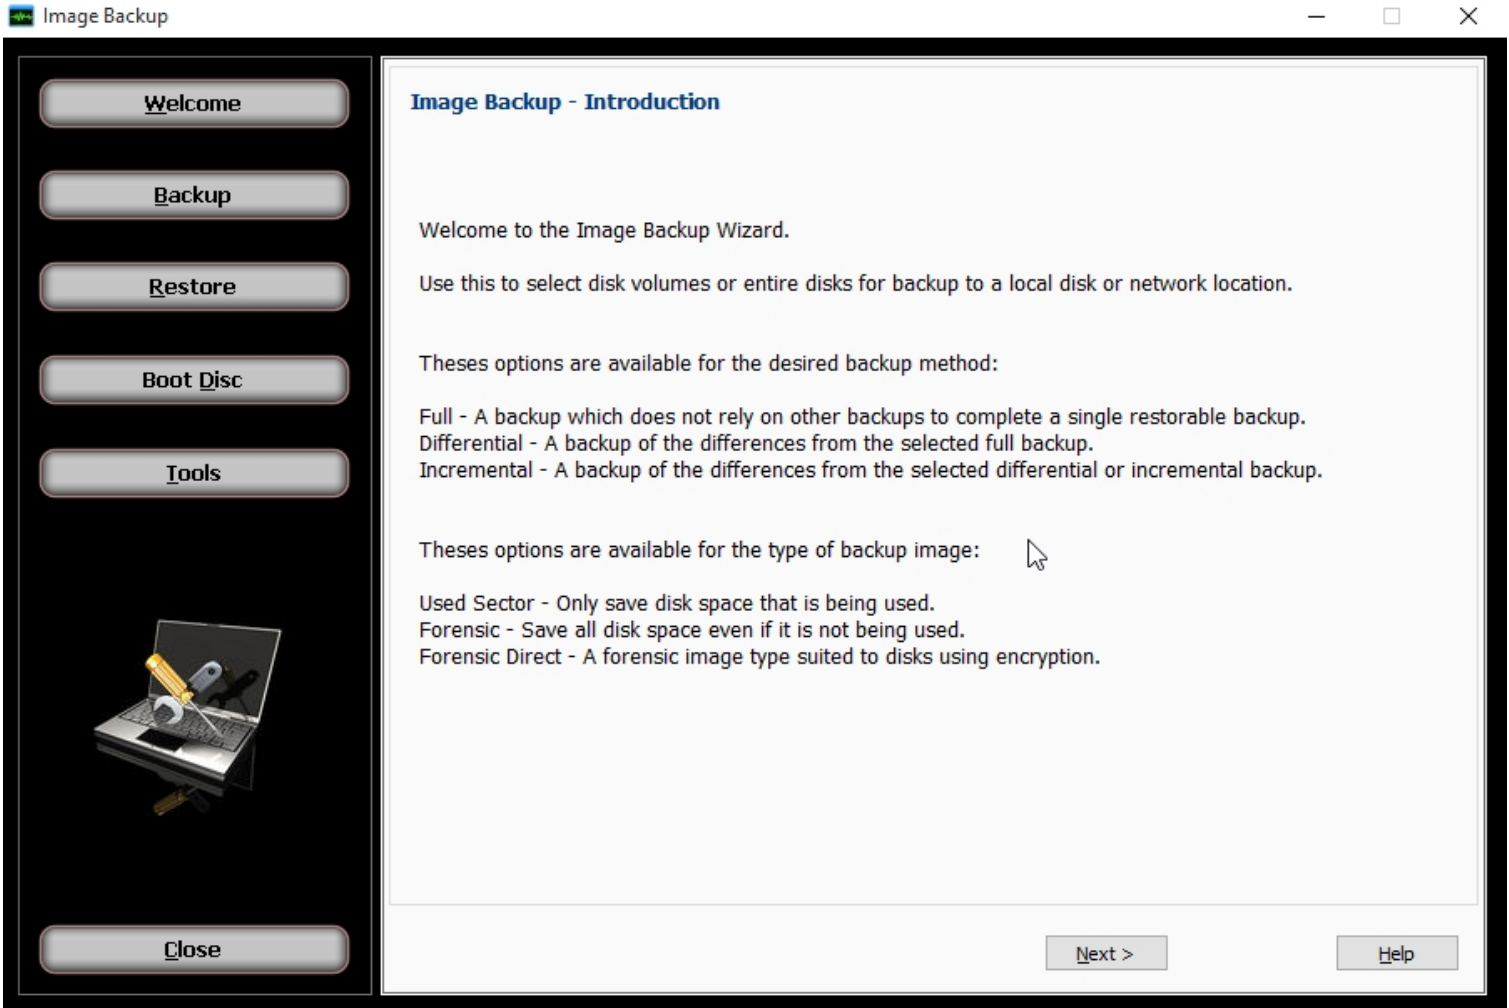 Image Backup
Welcome
Backup
Restore
Boot Disc
Tools
Close
Image Backup - Introduction
Welcome to the Image Backup Wizard.
Use this to select disk volumes or entire disks for backup to a local disk or network location.
Theses options are available for the desired backup method:
Full - A backup which does not rely on other backups to complete a single restorable backup.
Differential - A backup of the differences from the selected full backup.
Incremental - A backup of the differences from the selected differential or incremental backup.
Theses options are available for the type of backup image:
Used Sector - Only save disk space that is being used.
Forensic - Save all disk space even if it is not being used.
Forensic Direct - A forensic image type suited to disks using encryption.
Next >
Help